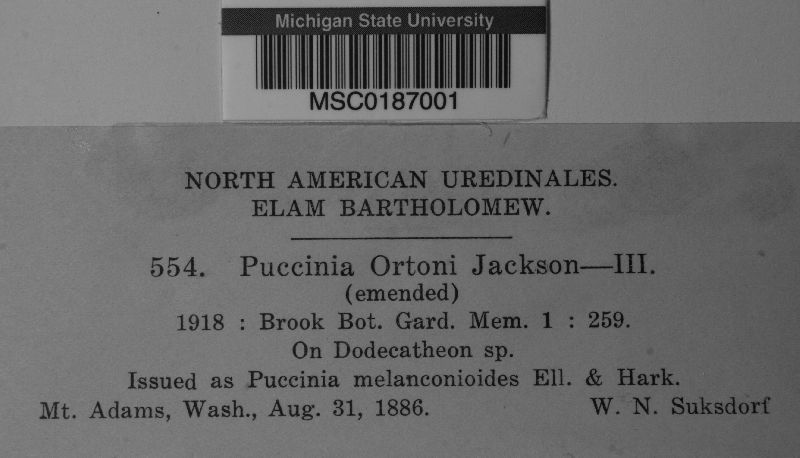 Michigan State University
MSC0187001
NORTH AMERICAN UREDINALES.
ELAM BARTHOLOMEW.
554. Puccinia Ortoni Jackson—III.
(emended)
1918 : Brook Bot. Gard. Mem. 1 : 259.
On Dodecatheon sp.
Issued as Puccinia melanconioides Ell. & Hark.
Mt. Adams, Wash., Aug. 31, 1886. W. N. Suksdorf